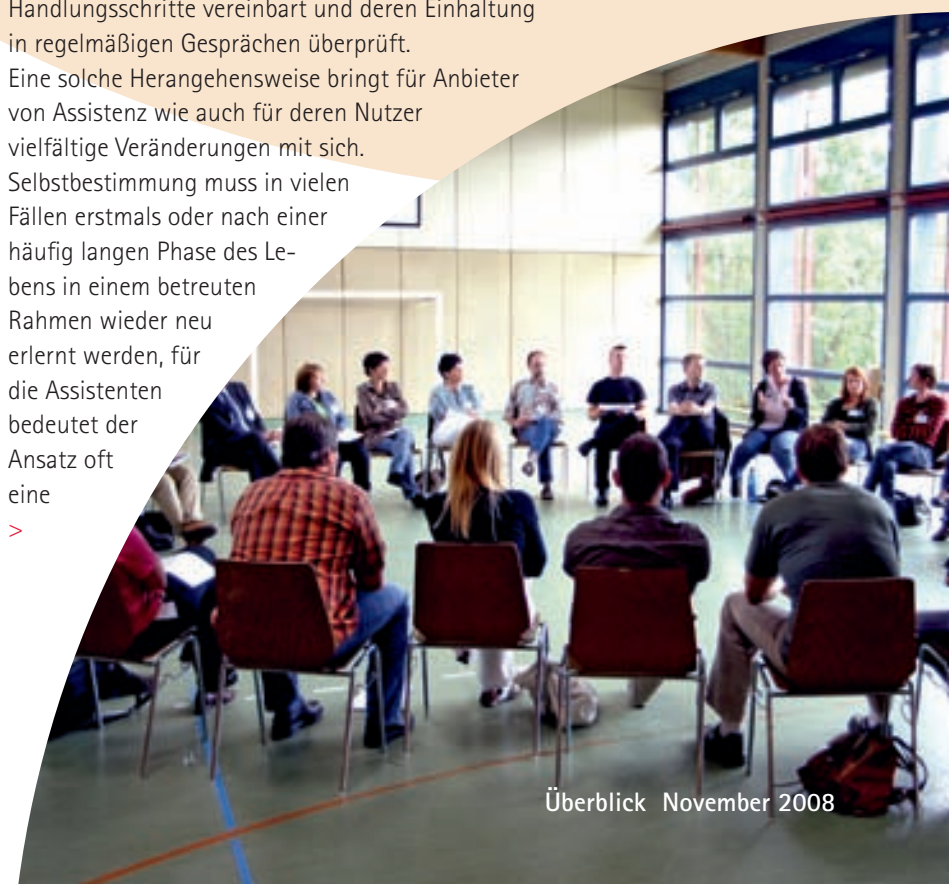 Handlungsschritte vereinbart und deren Einhaltung
in regelmäßigen Gesprächen überprüft.
Eine solche Herangehensweise bringt für Anbieter
von Assistenz wie auch für deren Nutzer
vielfältige Veränderungen mit sich.
Selbstbestimmung muss in vielen
Fällen erstmals oder nach einer
häufig langen Phase des Le-
bens in einem betreuten
Rahmen wieder neu
erlernt werden, für
die Assistenten
bedeutet der
Ansatz oft
eine
>
Überblick November 2008